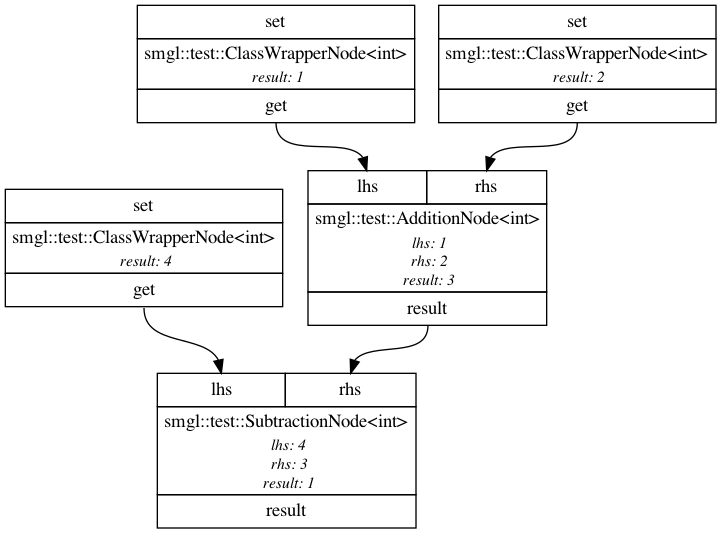 set
smgl::test::ClassWrapperNode<int>
result: 1
get
set
smgl::test::ClassWrapperNode<int>
result: 2
get
set
smgl::test::ClassWrapperNode<int>
result: 4
get
lhs
rhs
smgl::test::AdditionNode<int>
lhs: 1
rhs: 2
result: 3
result
lhs
rhs
smgl::test::SubtractionNode<int>
lhs: 4
rhs: 3
result: 1
result